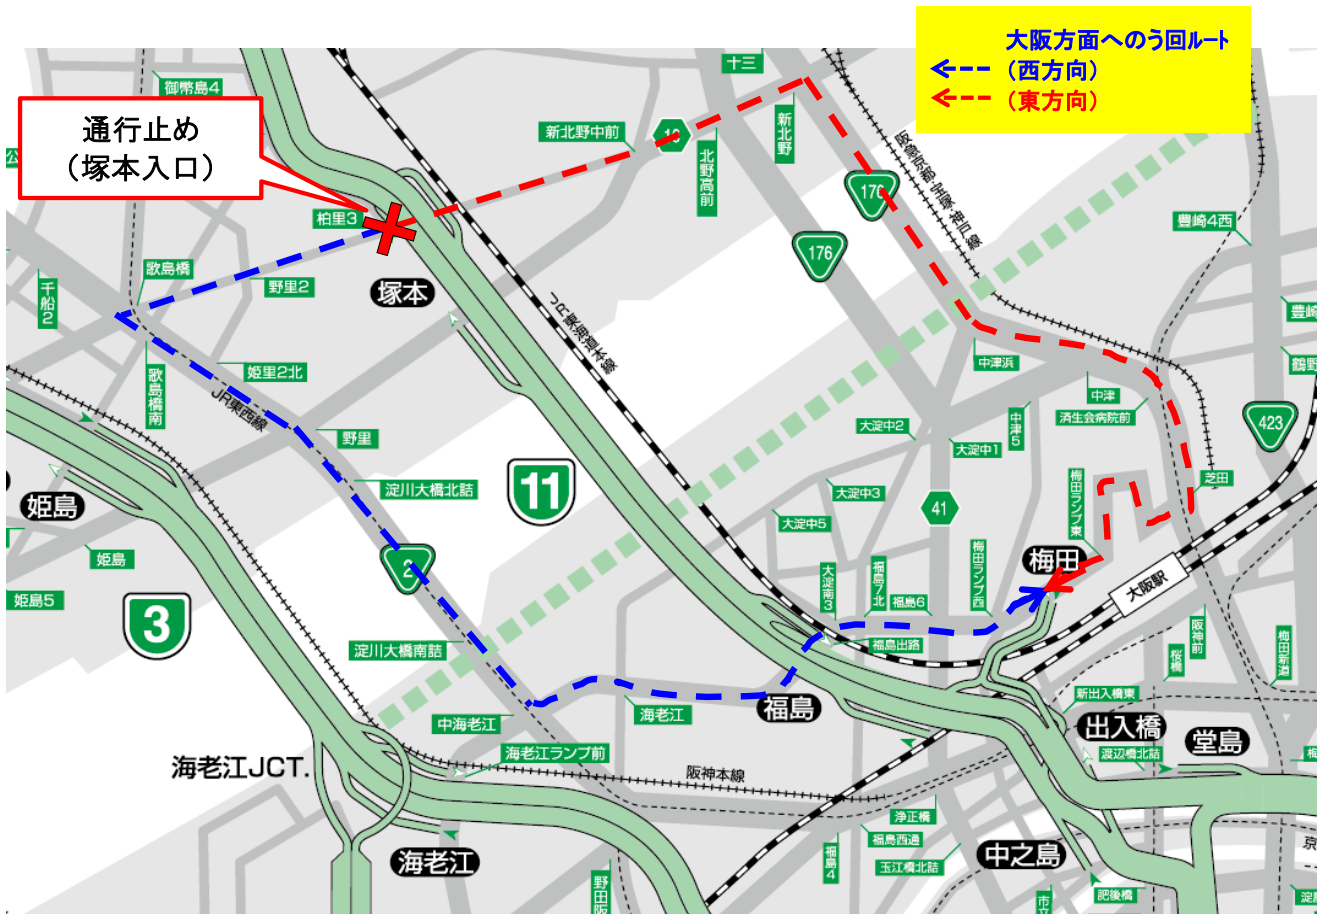 大阪方面へのう回ルート
(西方向)
(東方向)
十三
御幣島4
通行止め
(塚本入口)
公
新北野中前
16
新北野
北野高前
阪急京都・宝塚・神戸線
176
176
柏里3
豊崎4西
歌島橋
野里2
塚本
千船2
JR東海道本線
豊崎
歌島橋南
姫里2北
JR東西線
中津浜
鶴野
中津
済生会病院前
中津5
423
大淀中2
大淀中1
野里
淀川大橋北詰
11
大淀中3
41
梅田ランプ東
芝田
姫島
大淀中5
姫島
2
梅田ランプ西
梅田
大阪駅
姫島5
大淀南3
福島7北
福島6
3
淀川大橋南詰
福島出路
阪神前
桜橋
梅田新道
中海老江
海老江
福島
新出入橋東
出入橋
堂島
海老江JCT.
海老江ランプ前
阪神本線
渡辺橋北詰
梅
浄正橋
福島西通
福島4
玉江橋北詰
中之島
海老江
京
野田阪
市立
肥後橋
淀